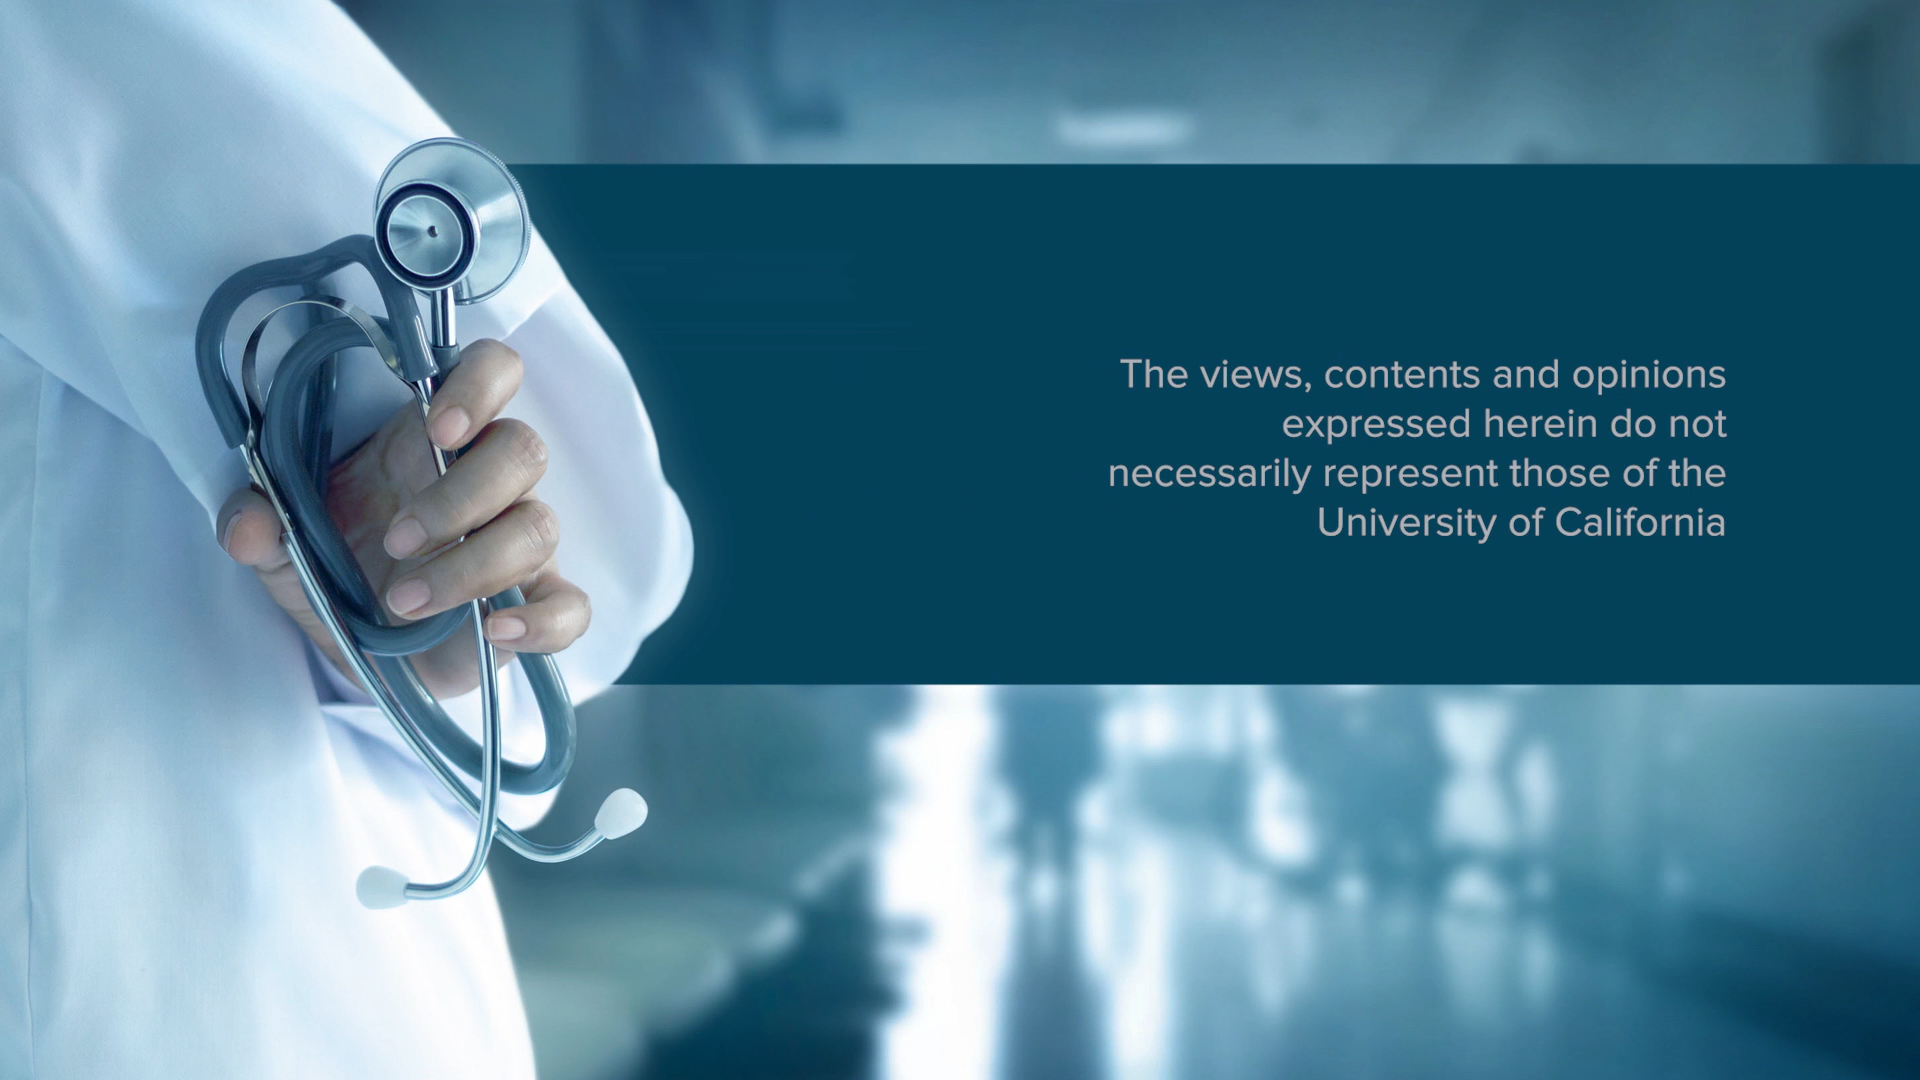 The views, contents and opinions
expressed herein do not
necessarily represent those of the
University of California